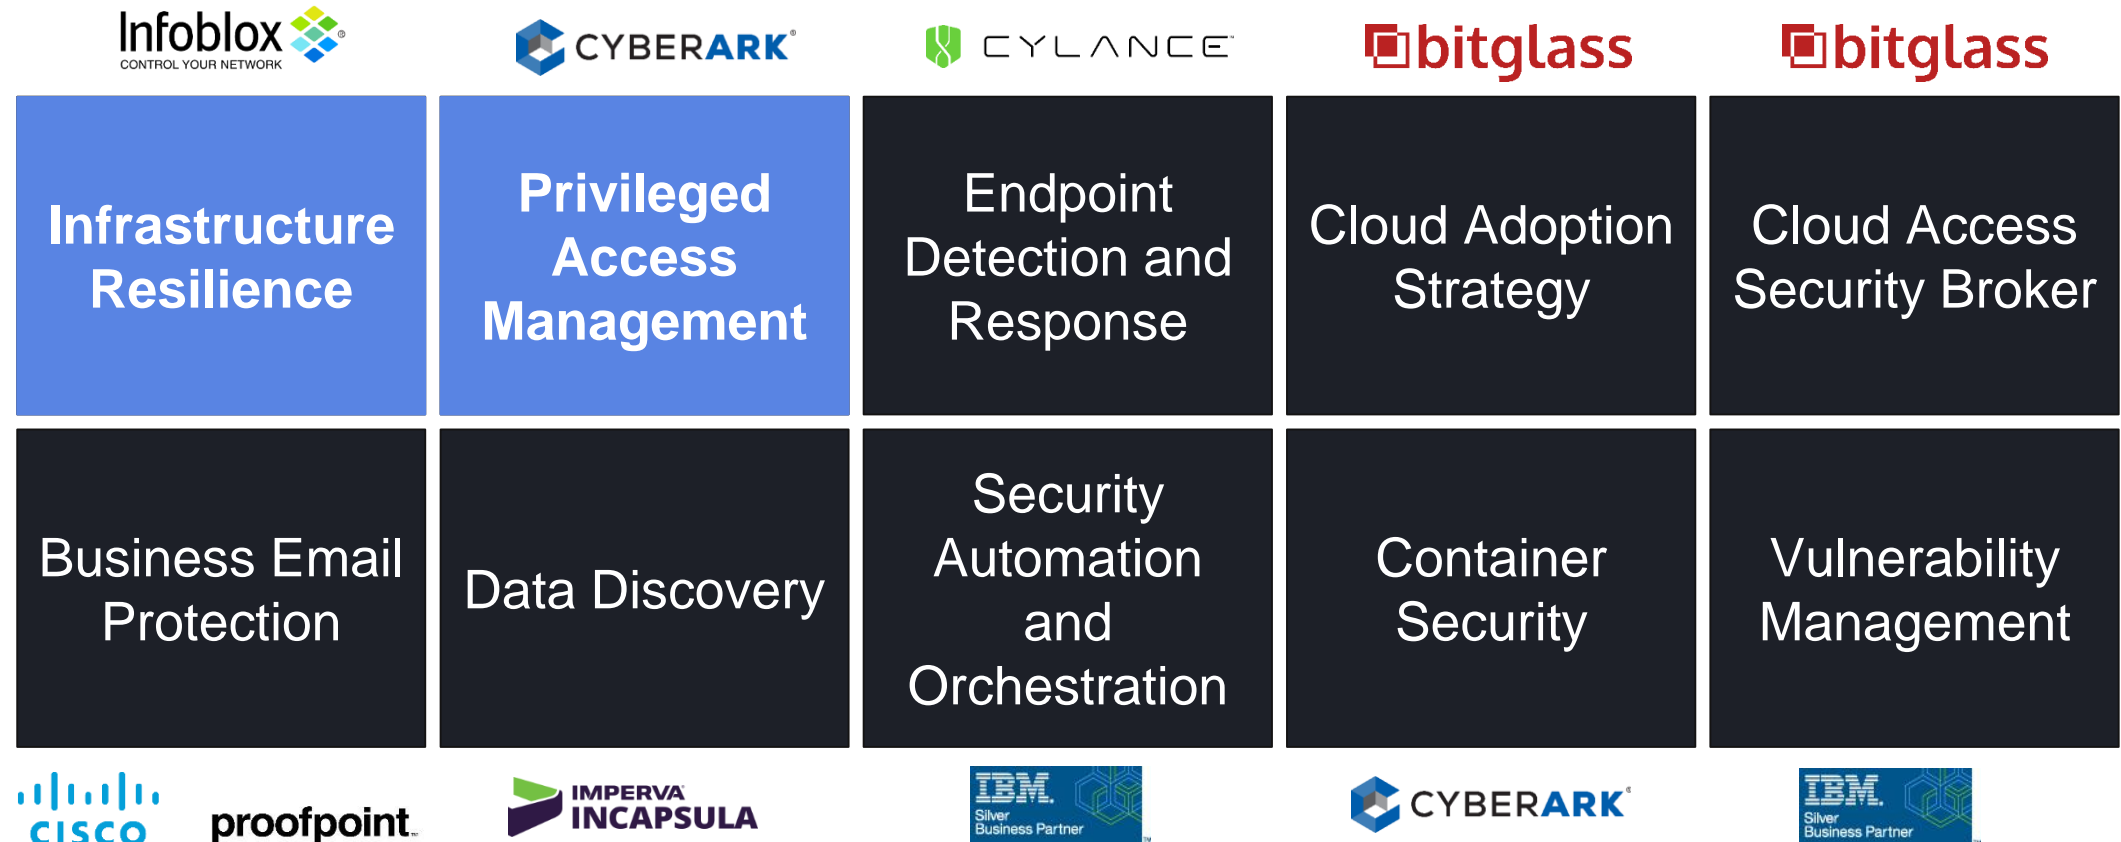 Infoblox
CONTROL YOUR NETWORK
CYBERARK®
CYLANCE
bitglass
bitglass
Infrastructure
Resilience
Privileged
Access
Management
Endpoint
Detection and
Response
Cloud Adoption
Strategy
Cloud Access
Security Broker
Business Email
Protection
Data Discovery
Security
Automation
and
Orchestration
Container
Security
Vulnerability
Management
CISCO
proofpoint™
IMPERVA
INCAPSULA
IBM.
Silver
Business Partner
CYBERARK®
IBM.
Silver
Business Partner